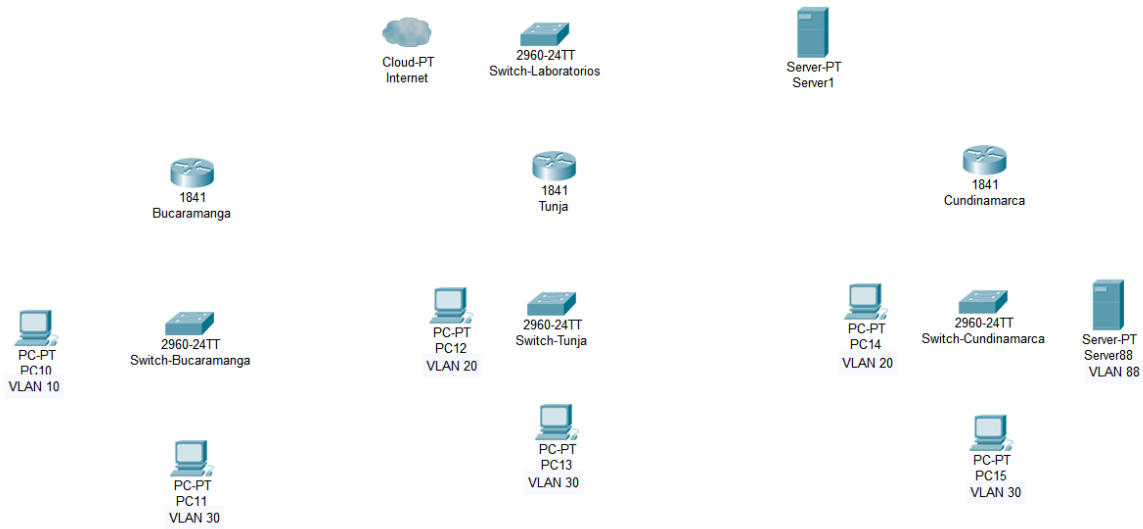 Cloud-PT
Internet
2960-24TT
Switch-Laboratorios
Server-PT
Server1
1841
Bucaramanga
1841
Tunja
1841
Cundinamarca
PC-PT
PC10
VLAN 10
2960-24TT
Switch-Bucaramanga
PC-PT
PC12
VLAN 20
2960-24TT
Switch-Tunja
PC-PT
PC14
VLAN 20
2960-24TT
Switch-Cundinamarca
Server-PT
Server88
VLAN 88
PC-PT
PC11
VLAN 30
PC-PT
PC13
VLAN 30
PC-PT
PC15
VLAN 30